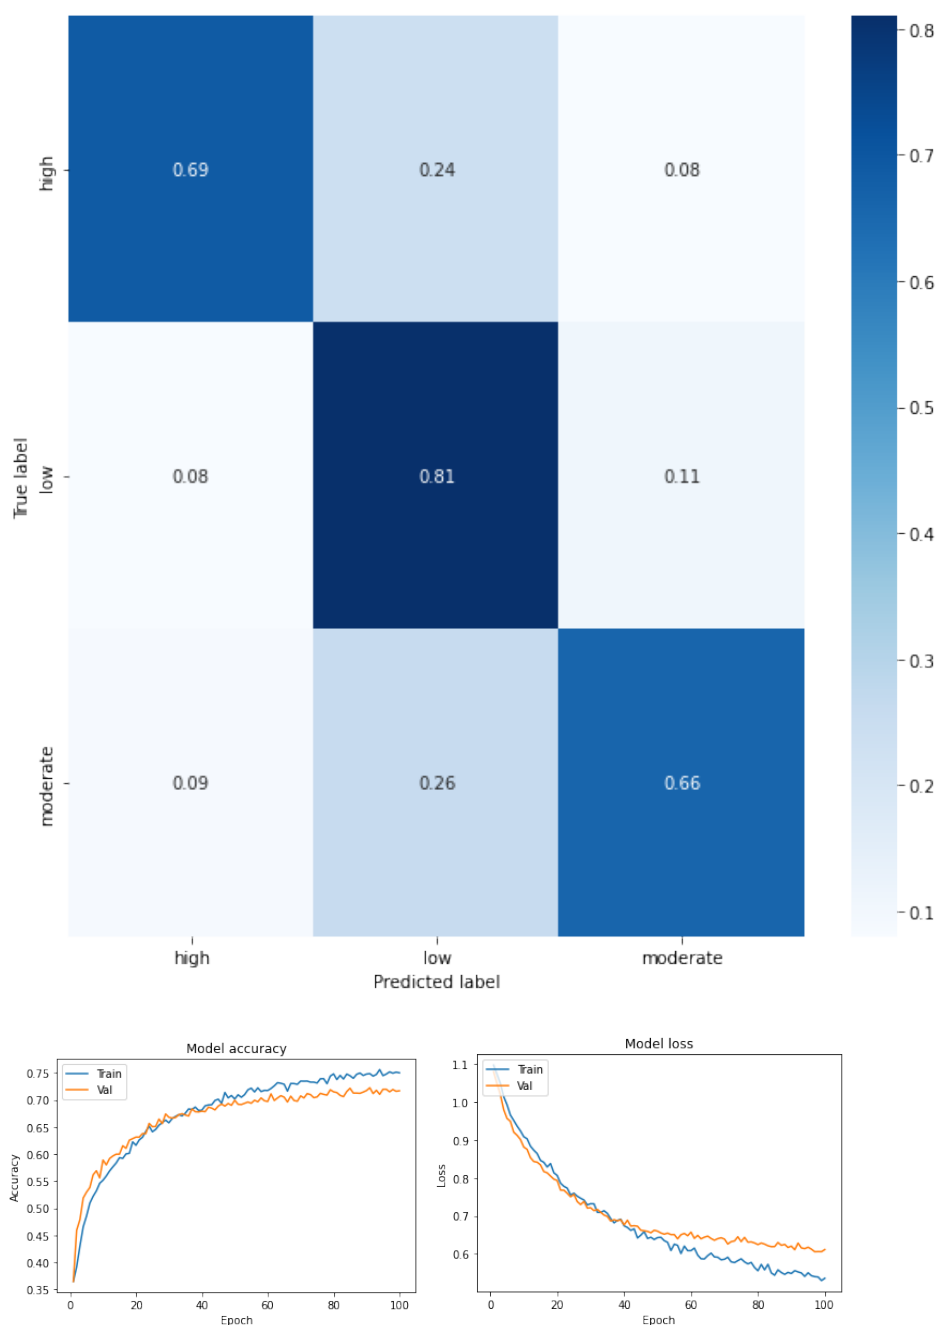 0.8
0.69 0.24 0.08
high
0.7
0.6
True label
low
0.08 0.81 0.11
0.5
0.4
0.3
moderate
0.09 0.26 0.66
0.2
0.1
high low moderate
Predicted label
Model accuracy
Train
Val
0.75
0.70
0.65
0.60
0.55
0.50
0.45
0.40
0.35
Accuracy
0 20 40 60 80 100
Epoch
Model loss
Train
Val
1.1
1.0
0.9
0.8
0.7
0.6
Loss
0 20 40 60 80 100
Epoch